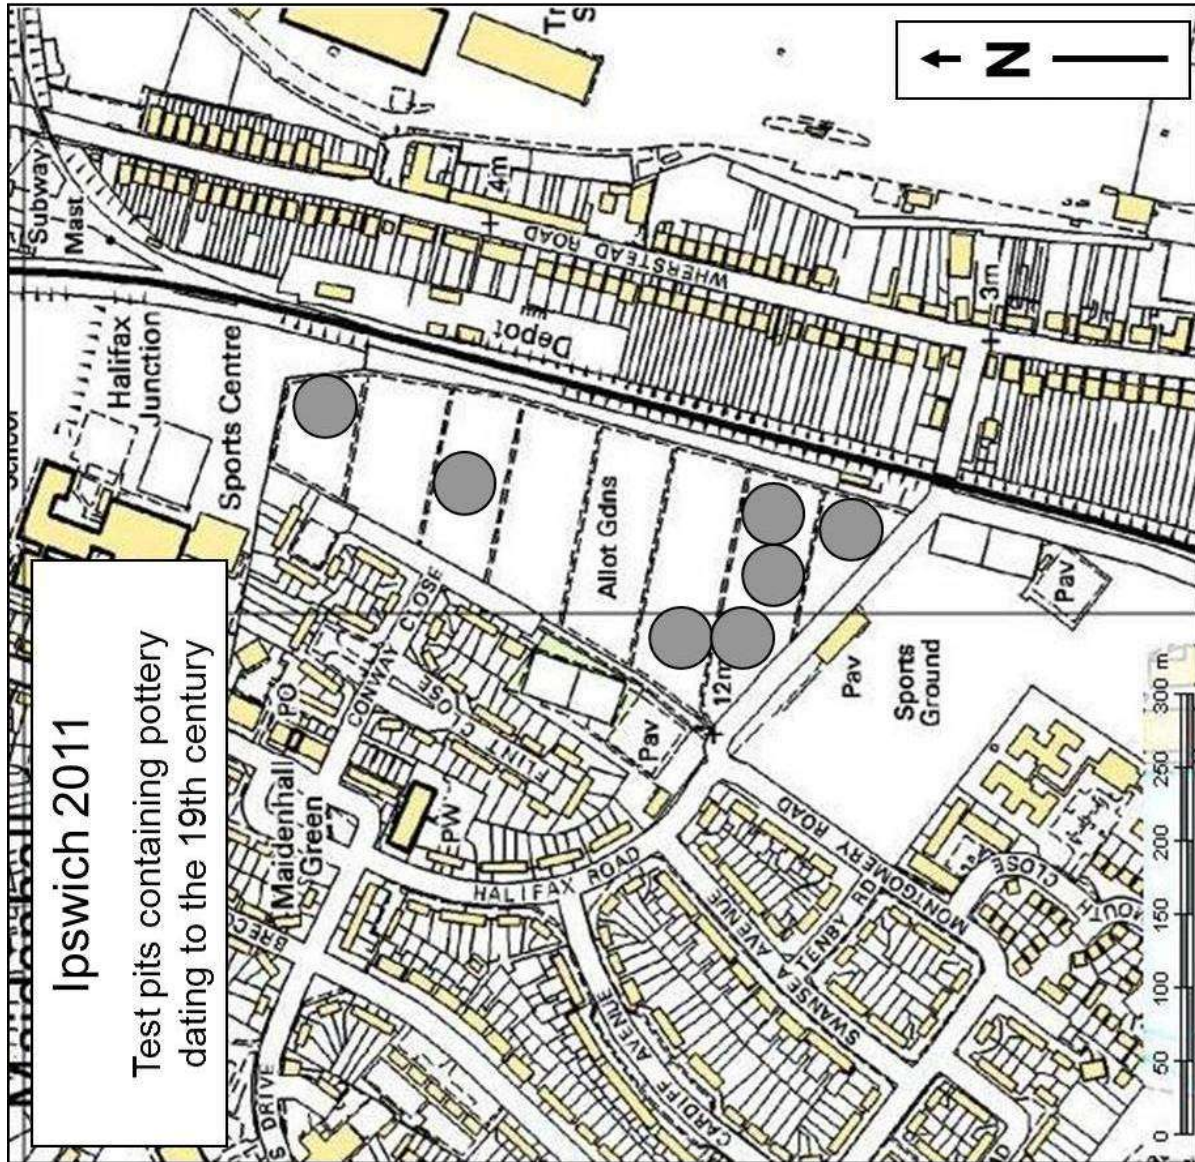 Ipswich 2011
Test pits containing pottery
dating to the 19th century
N
Subway
Mast
Halifax
Junction
Sports Centre
Depot
WHERSTEAD ROAD
4m
3m
Allot Gdns
12m
Pav
Pav
Pav
Sports
Ground
CONWAY CLOSE
FLINT CLOSE
PO
PW
Maidenhall
Green
HALIFAX ROAD
DRIVE
CARDIFF AVENUE
SWANSEA AVENUE
TENBY RD
MONTGOMERY ROAD
CLOSE
0 50 100 150 200 250 300 m